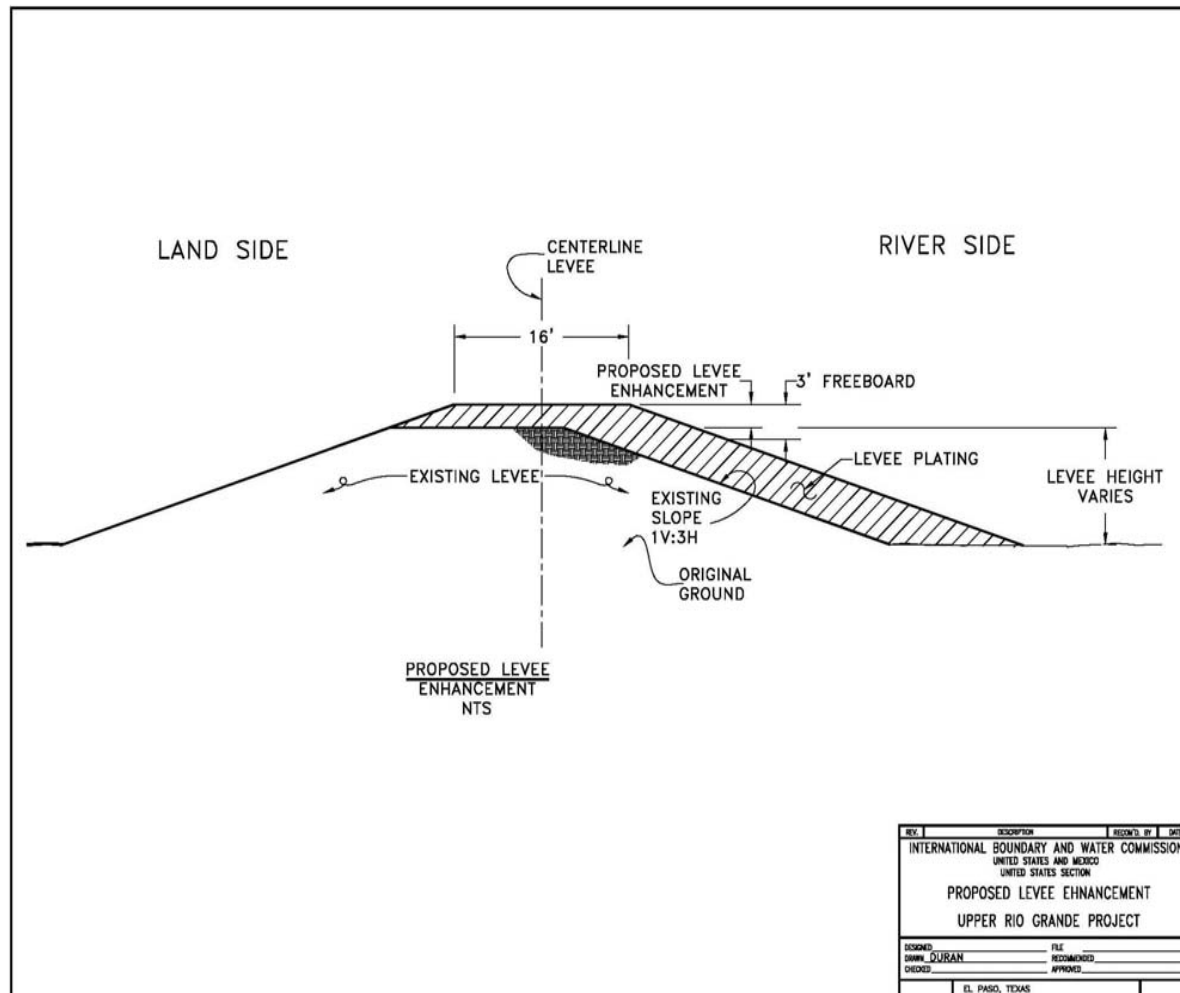 LAND SIDE
RIVER SIDE
CENTERLINE
LEVEE
16'
PROPOSED LEVEE
ENHANCEMENT
3' FREEBOARD
LEVEE PLATING
LEVEE HEIGHT
VARIES
EXISTING LEVEE
EXISTING
SLOPE
1V:3H
ORIGINAL
GROUND
PROPOSED LEVEE
ENHANCEMENT
NTS
REV. DESCRIPTION RECOM'D. BY DATE
INTERNATIONAL BOUNDARY AND WATER COMMISSION
UNITED STATES AND MEXICO
UNITED STATES SECTION
PROPOSED LEVEE EHNANCEMENT
UPPER RIO GRANDE PROJECT
DESIGNED FILE
DRAWN DURAN RECOMMENDED
CHECKED APPROVED
EL PASO, TEXAS